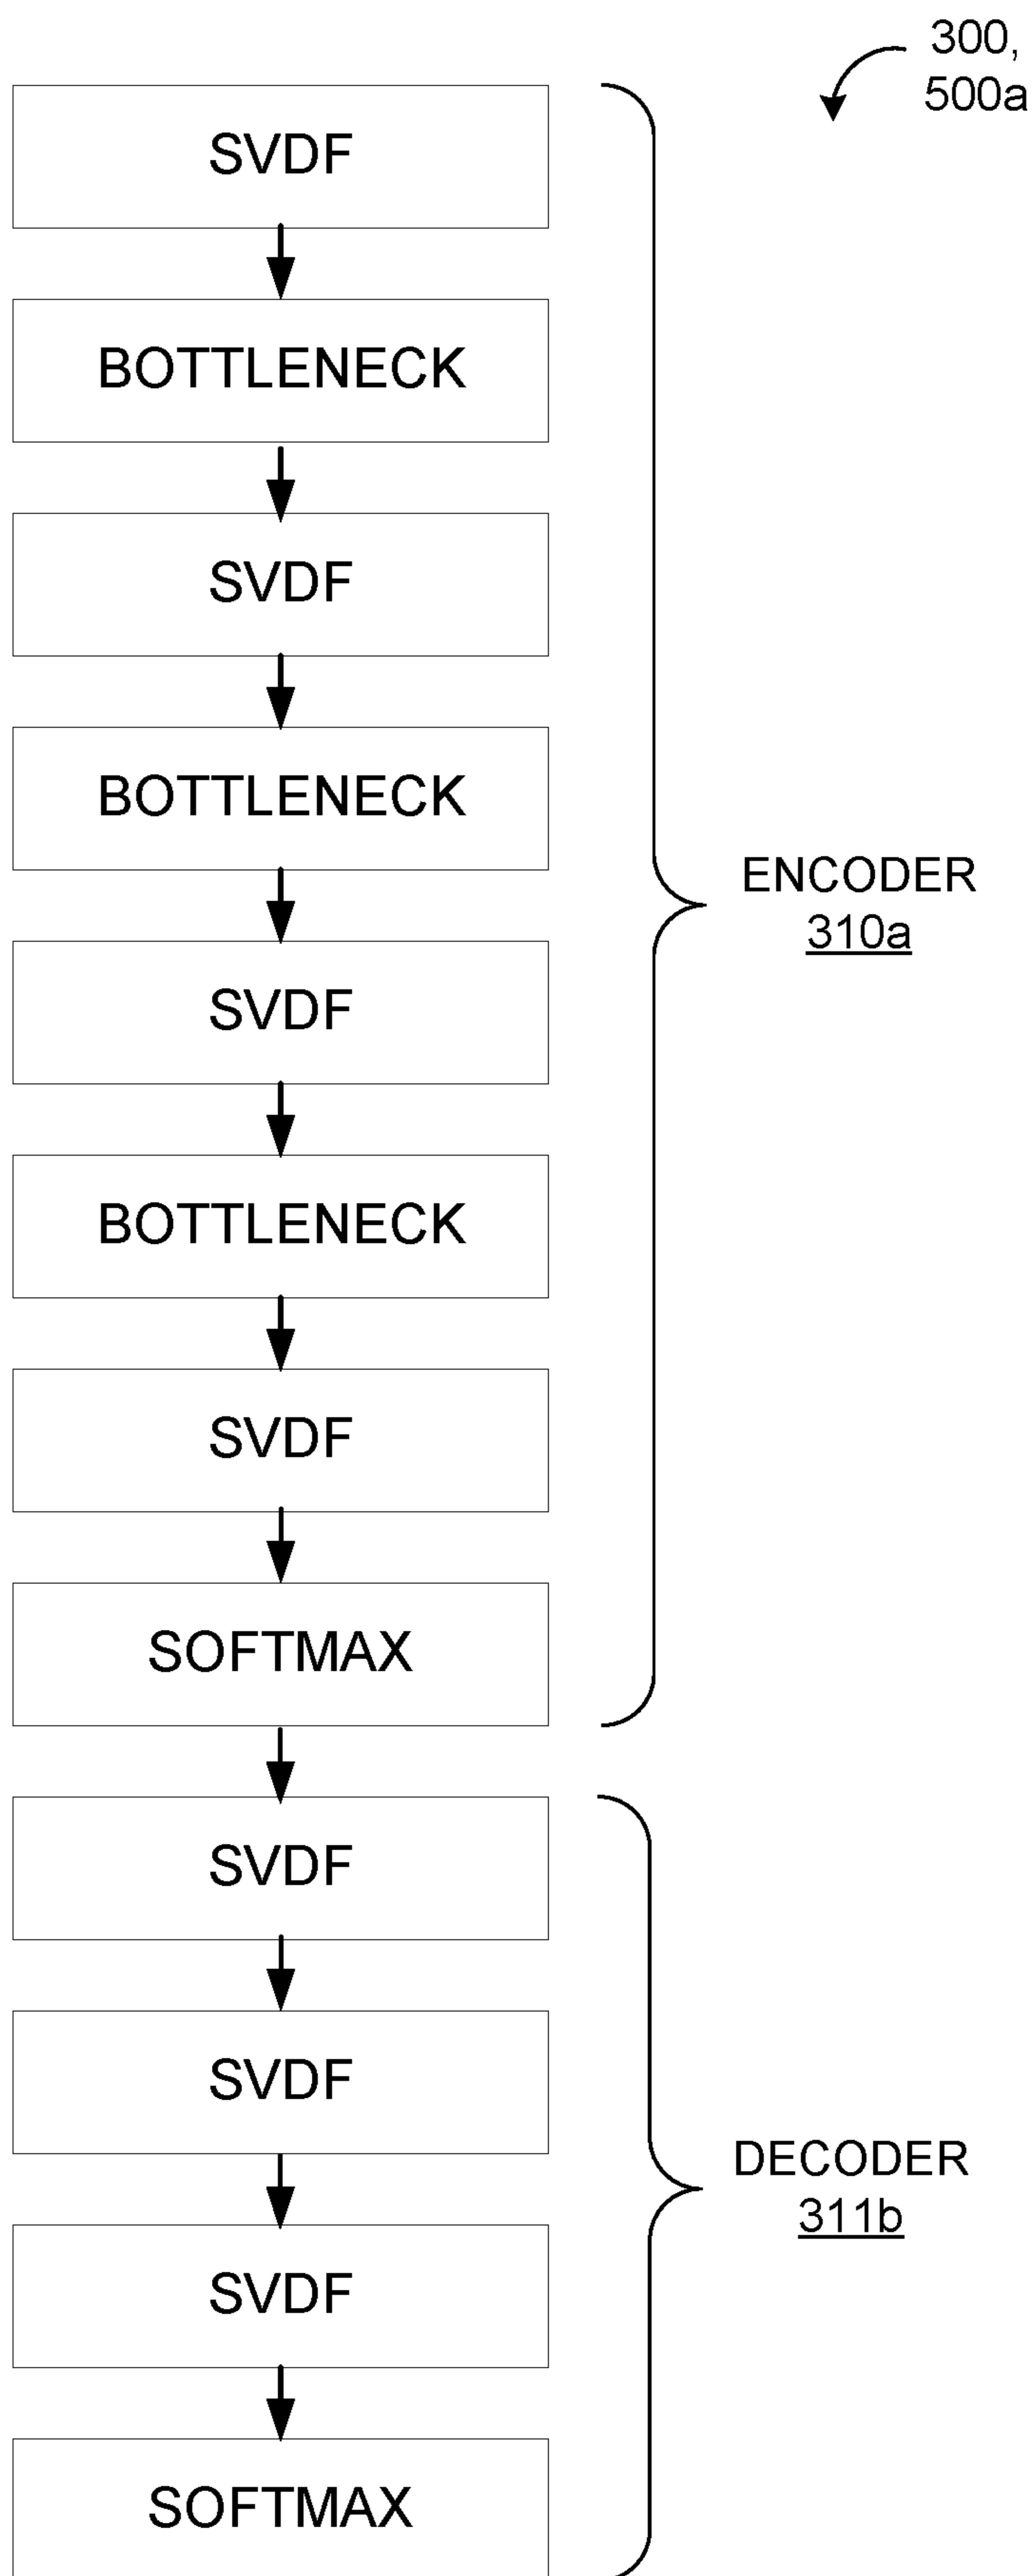 300,
500a
SVDF
BOTTLENECK
SVDF
BOTTLENECK
ENCODER
310a
SVDF
BOTTLENECK
SVDF
SOFTMAX
SVDF
SVDF
DECODER
311b
SVDF
SOFTMAX